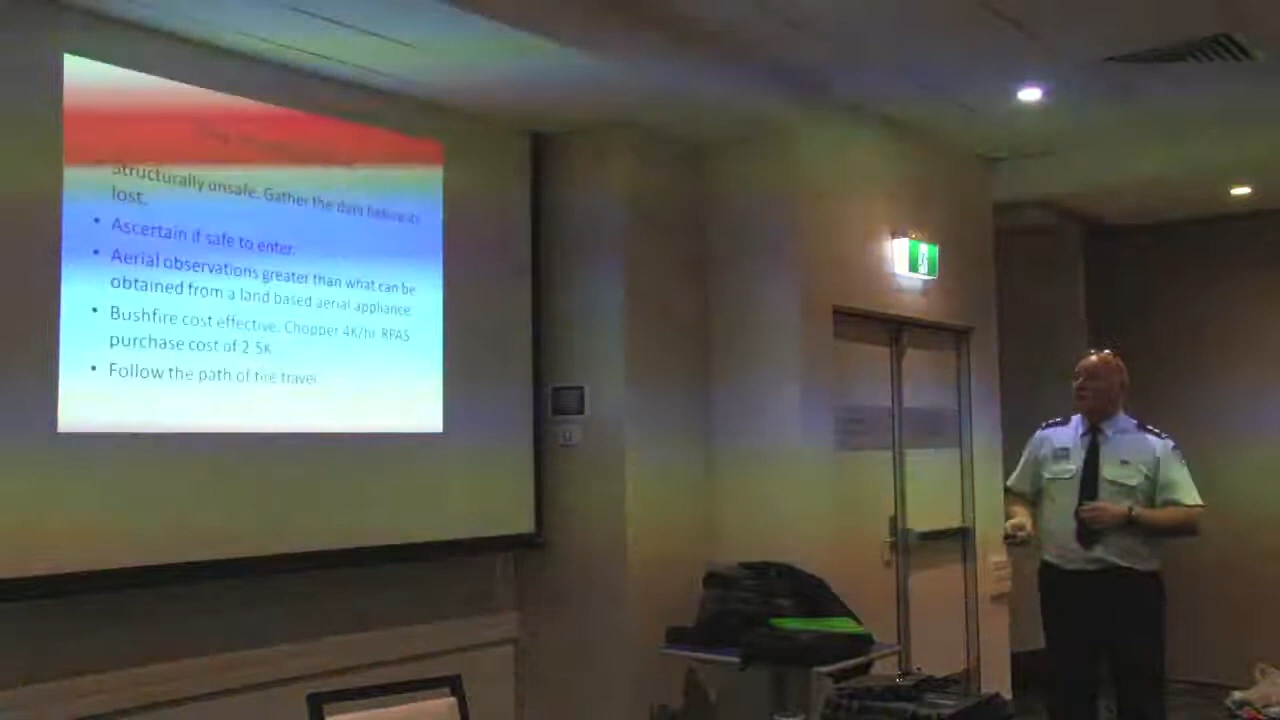 Structurally unsafe. Gather the data before its
lost.
• Ascertain if safe to enter.
• Aerial observations greater than what can be
obtained from a land based aerial appliance.
• Bushfire cost effective. Chopper 4K/hr RPAS
purchase cost of 2 5K
• Follow the path of fire travel